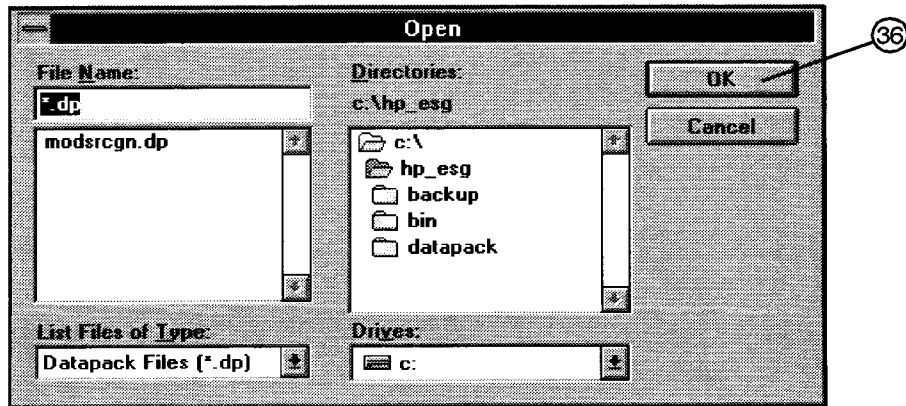 Open
36
File Name:
*.dp
modsrcgn.dp
List Files of Type:
Datapack Files (*.dp)
Directories:
c:\hp_esg
c:\
hp_esg
backup
bin
datapack
Drives:
c:
OK
Cancel